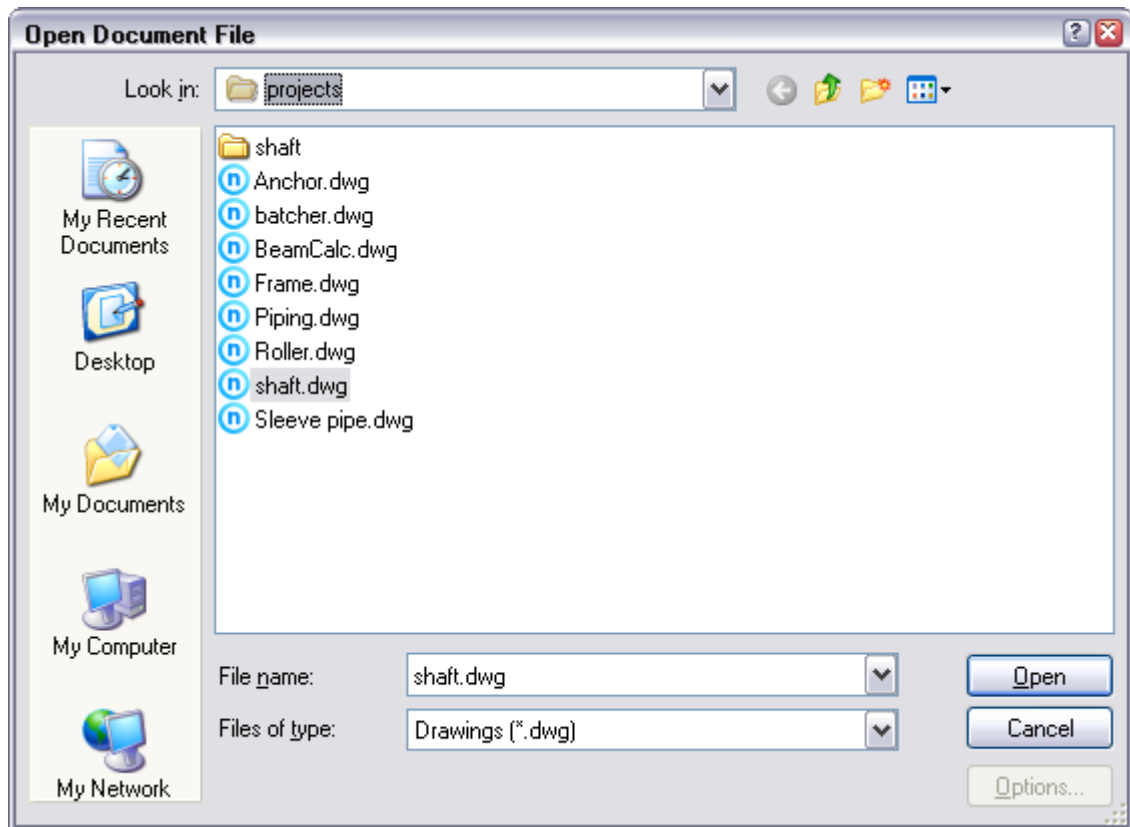 Open Document File
Look in:
projects
My Recent
Documents
Desktop
My Documents
My Computer
My Network
shaft
Anchor.dwg
batcher.dwg
BeamCalc.dwg
Frame.dwg
Piping.dwg
Roller.dwg
shaft.dwg
Sleeve pipe.dwg
File name:
shaft.dwg
Open
Files of type:
Drawings (*.dwg)
Cancel
Options...